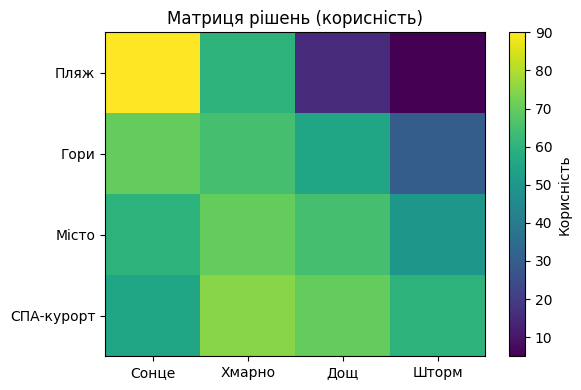 Матриця рішень (корисність)
Пляж
Гори
Місто
СПА-курорт
Сонце
Хмарно
Дощ
Шторм
90
80
70
60
50
40
30
20
10
Корисність